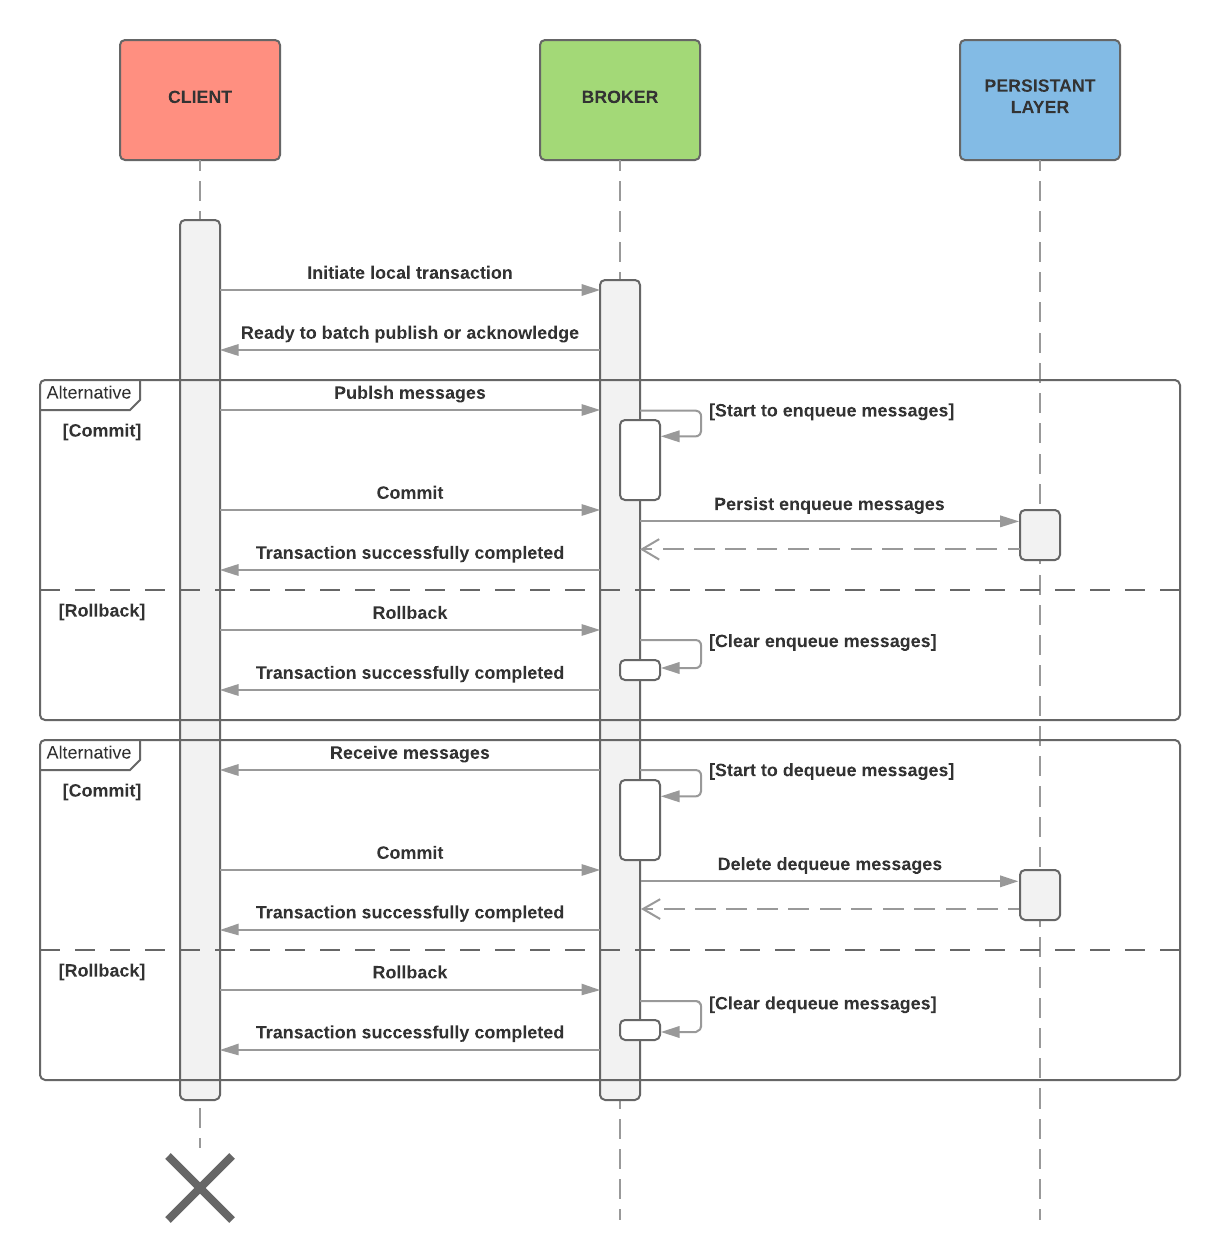 CLIENT
BROKER
PERSISTANT
LAYER
Initiate local transaction
Ready to batch publish or acknowledge
Alternative
Publsh messages
[Commit]
[Start to enqueue messages]
Commit
Persist enqueue messages
Transaction successfully completed
[Rollback]
Rollback
[Clear enqueue messages]
Transaction successfully completed
Alternative
Receive messages
[Commit]
[Start to dequeue messages]
Commit
Delete dequeue messages
Transaction successfully completed
[Rollback]
Rollback
[Clear dequeue messages]
Transaction successfully completed